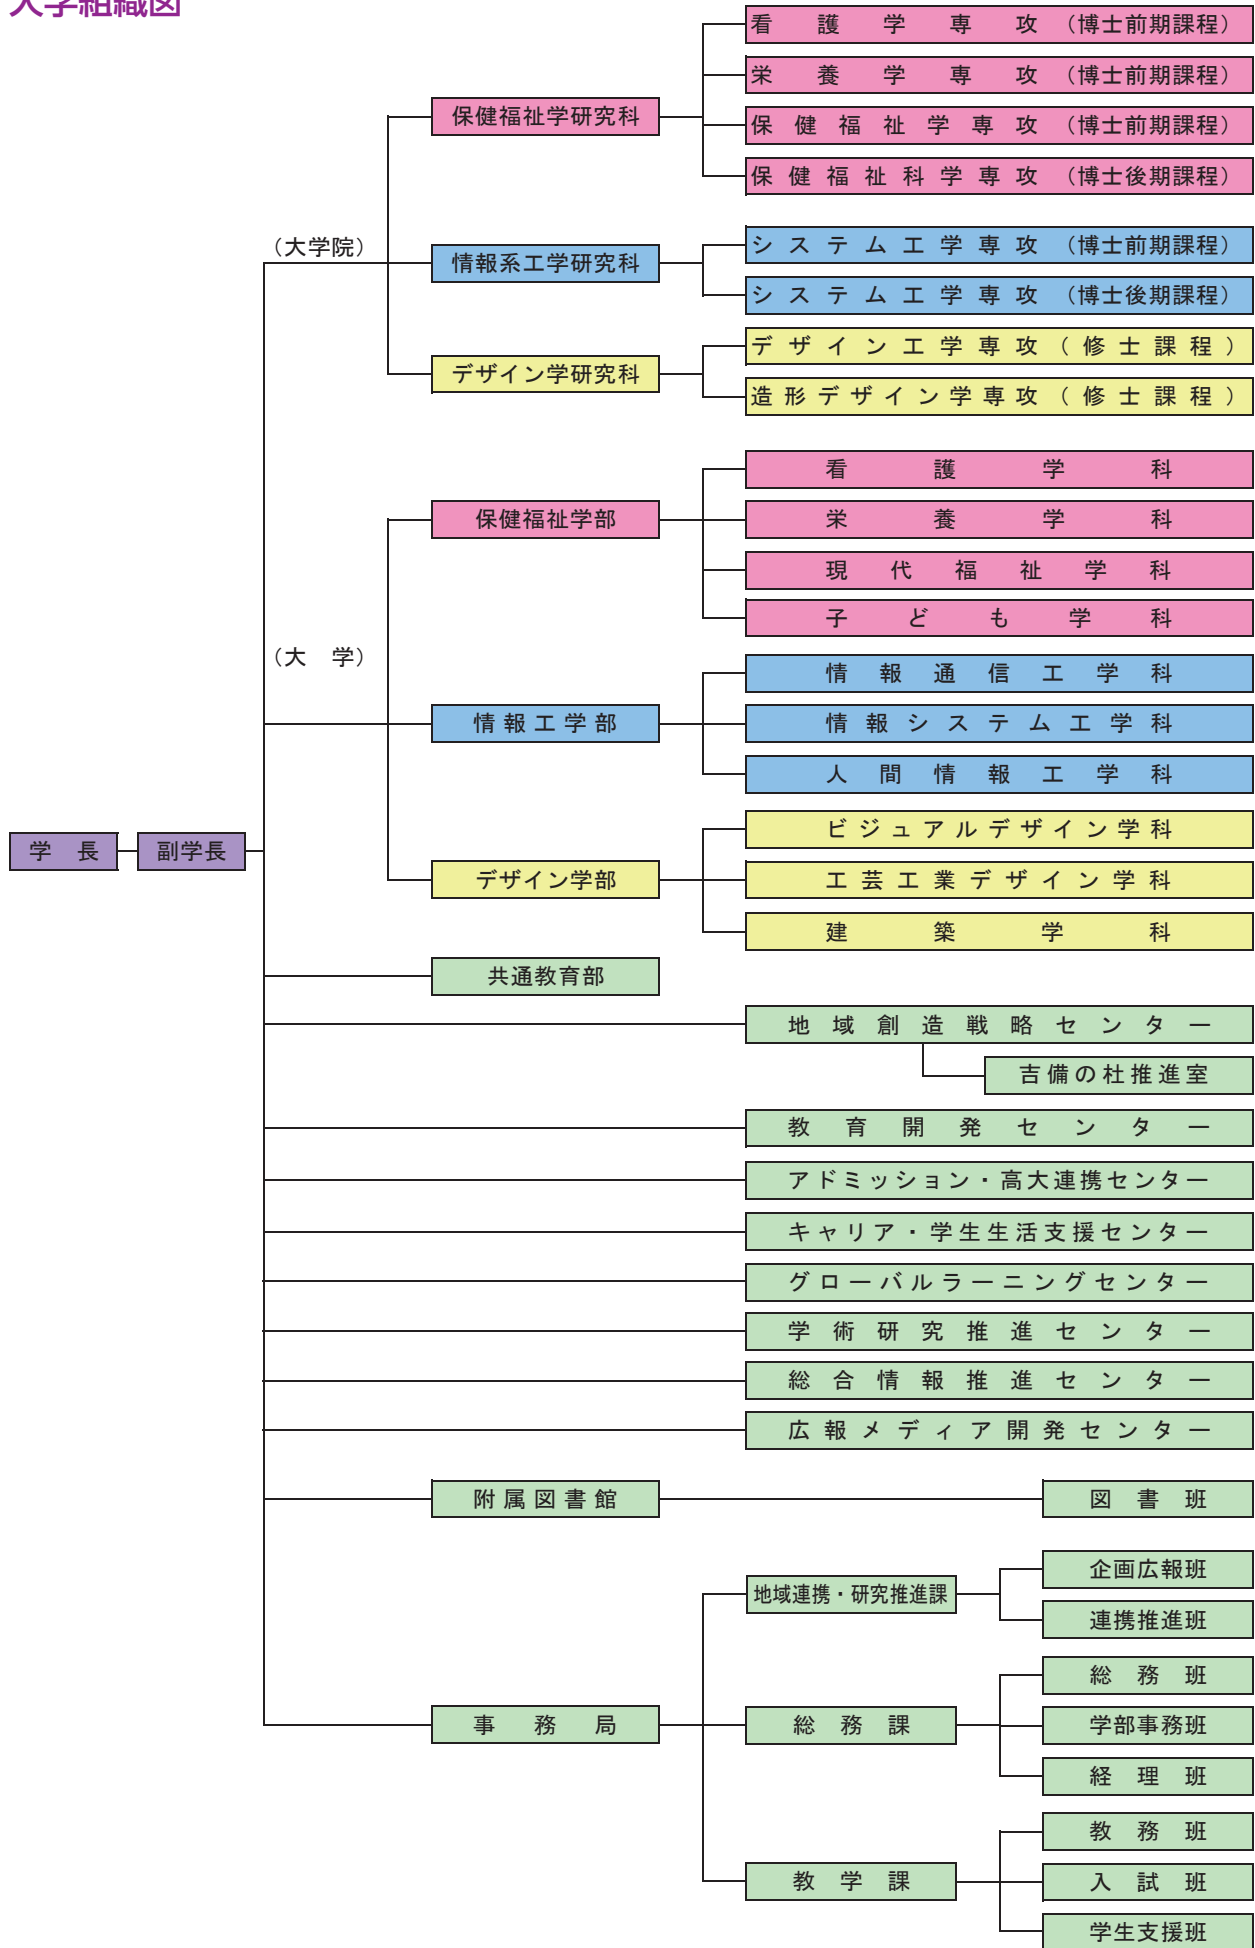 大学組織図
看護学専攻（博士前期課程）
栄養学専攻（博士前期課程）
保健福祉学研究科
保健福祉学専攻（博士前期課程）
保健福祉科学専攻（博士後期課程）
（大学院）
システム工学専攻（博士前期課程）
情報系工学研究科
システム工学専攻（博士後期課程）
デザイン工学専攻（修士課程）
デザイン学研究科
造形デザイン学専攻（修士課程）
看護学科
保健福祉学部
栄養学科
現代福祉学科
子ども学科
（大　学）
情報通信工学科
情報工学部
情報システム工学科
人間情報工学科
ビジュアルデザイン学科
学　長
副学長
デザイン学部
工芸工業デザイン学科
建築学科
共通教育部
地域創造戦略センター
吉備の杜推進室
教育開発センター
アドミッション・高大連携センター
キャリア・学生生活支援センター
グローバルラーニングセンター
学術研究推進センター
総合情報推進センター
広報メディア開発センター
附属図書館
図書班
企画広報班
地域連携・研究推進課
連携推進班
総務班
事務局
総務課
学部事務班
経理班
教務班
教学課
入試班
学生支援班